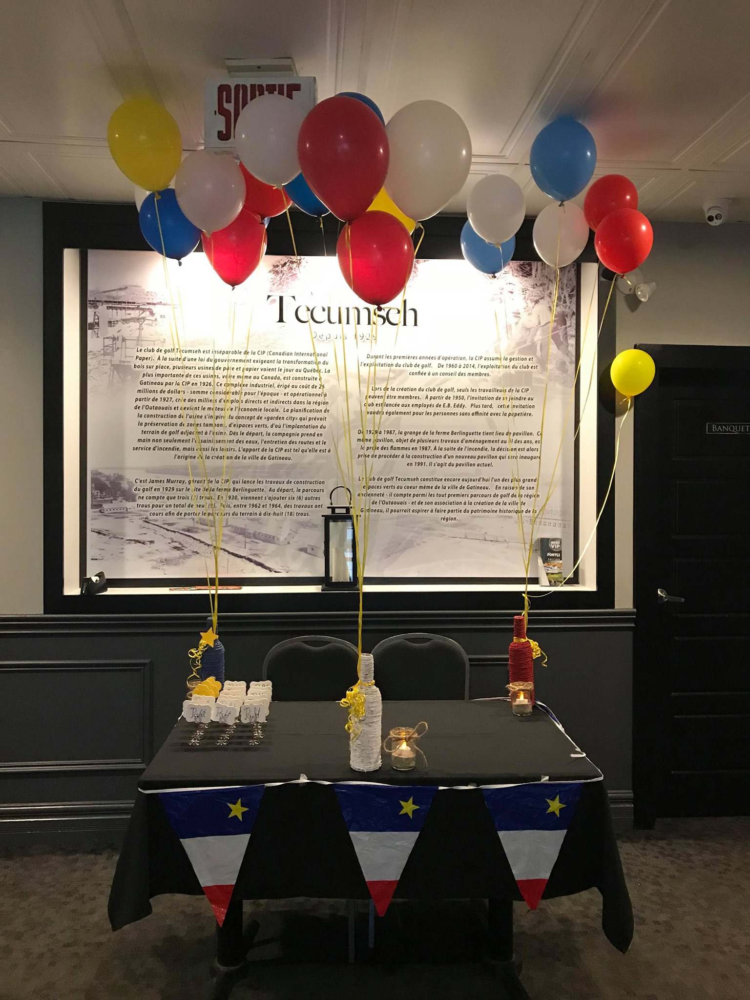 SORTIE
Tecumseh
Depuis 1929
Le club de golf Tecumseh est inséparable de la CIP (Canadian International
Paper). À la suite d'une loi du gouvernement exigeant la transformation du
bois sur place, plusieurs usines de pâte et papier voient le jour au Québec. La
plus importante de ces usines, voire même au Canada, est construite à
Gatineau par la CIP en 1926. Ce complexe industriel, érigé au coût de 26
millions de dollars - somme considérable pour l'époque - et opérationnel à
partir de 1927, crée des milliers d'emplois directs et indirects dans la région
de l'Outaouais et devient le moteur de l'économie locale. La planification de
la construction de l'usine s'inspire du concept de «garden city» qui prévoit
la préservation de zones tampons, d'espaces verts, d'où l'implantation du
terrain de golf adjacent à l'usine. Dès le départ, la compagnie prend en
main non seulement l'assainissement des eaux, l'entretien des routes et le
service d'incendie, mais aussi les loisirs. L'apport de la CIP est tel qu'elle est à
l'origine de la création de la ville de Gatineau.
C'est James Murray, gérant de la CIP, qui lance les travaux de construction
du golf en 1929 sur le site de la ferme Berlinguette. Au départ, le parcours
ne compte que trois (3) trous. En 1930, viennent s'ajouter six (6) autres
trous pour un total de neuf (9). Puis, entre 1962 et 1964, des travaux ont
cours afin de porter le parcours du terrain à dix-huit (18) trous.
Durant les premières années d'opération, la CIP assume la gestion et
l'exploitation du club de golf. De 1960 à 2014, l'exploitation du club est
confiée à un conseil des membres.
Lors de la création du club de golf, seuls les travailleurs de la CIP
peuvent être membres. À partir de 1950, l'invitation de se joindre au
club est lancée aux employés de E.B. Eddy. Plus tard, cette invitation
vaudra également pour les personnes sans affinité avec la papetière.
De 1929 à 1987, la grange de la ferme Berlinguette tient lieu de pavillon. Ce
même pavillon, objet de plusieurs travaux d'aménagement au fil des ans, est
la proie des flammes en 1987. À la suite de l'incendie, la décision est alors
prise de procéder à la construction d'un nouveau pavillon qui sera inauguré
en 1991. Il s'agit du pavillon actuel.
Le club de golf Tecumseh constitue encore aujourd'hui l'un des plus grands
espaces verts au coeur même de la ville de Gatineau. En raison de son
ancienneté - il compte parmi les tout premiers parcours de golf de la région
de l'Outaouais - et de son association à la création de la ville de
Gatineau, il pourrait aspirer à faire partie du patrimoine historique de la
région.
BANQUET
VIP
ÉDITION
Poulet
Poulet
Poulet